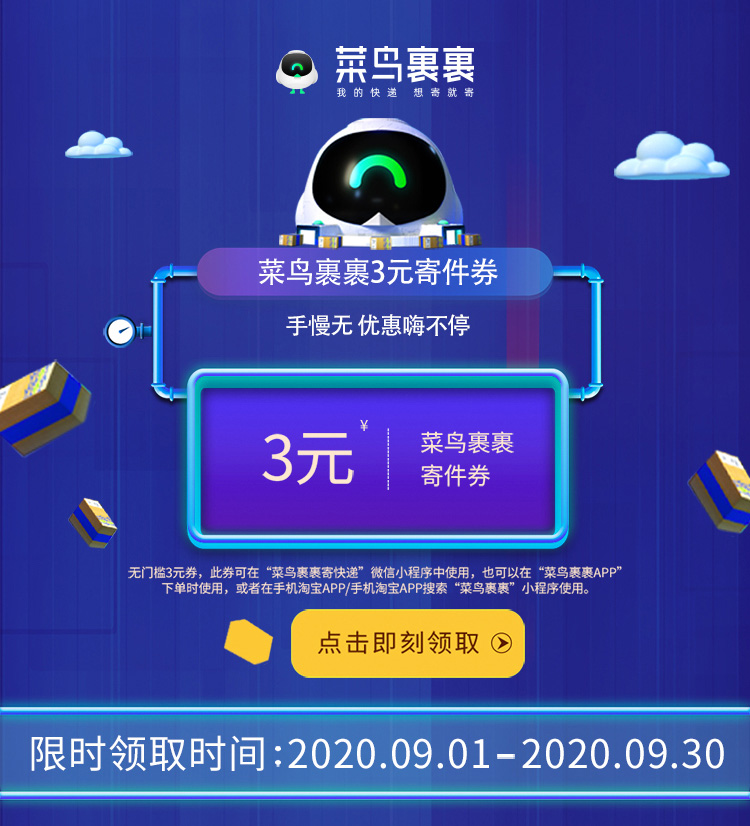 菜鸟裹裹
我的快递 想寄就寄
菜鸟裹裹3元寄件券
手慢无 优惠嗨不停
3元
¥
菜鸟裹裹
寄件券
无门槛3元券，此券可在“菜鸟裹裹寄快递”微信小程序中使用，也可以在“菜鸟裹裹APP”
下单时使用，或者在手机淘宝APP/手机淘宝APP搜索“菜鸟裹裹”小程序使用。
点击即刻领取
限时领取时间:2020.09.01-2020.09.30